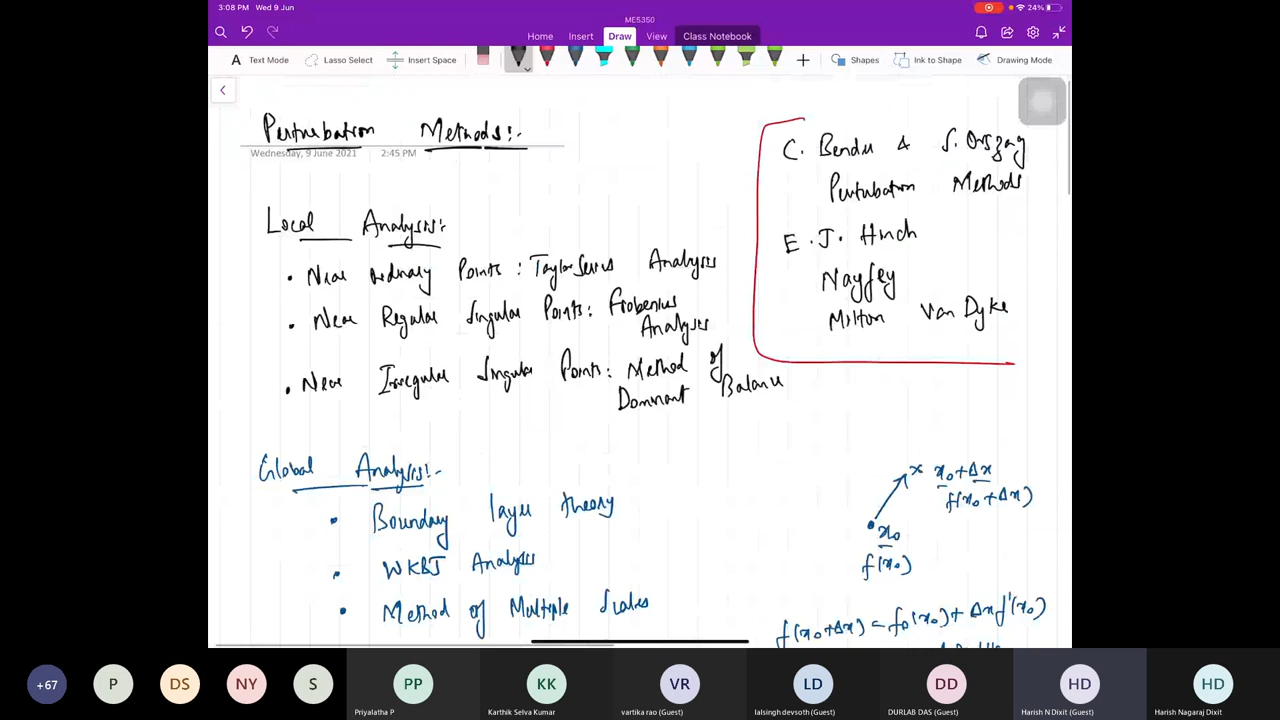 3:08 PM Wed 9 Jun
24%
ME5350
Home Insert Draw View Class Notebook
A Text Mode Lasso Select Insert Space Shapes Ink to Shape Drawing Mode
Perturbation Methods:-
Wednesday, 9 June 2021 2:45 PM
C. Bender & S. Orszag
Perturbation Methods
E. J. Hinch
Nayfey
Milton Van Dyke
Local Analysis:
• Near Ordinary Points: Taylor Series Analysis
• Near Regular Singular Points: Frobenius
Analysis
• Near Irregular Singular Points: Method of
Dominant Balance
Global Analysis:-
• Boundary layer theory
• WKBJ Analysis
• Method of Multiple Scales
x x₀+Δx
f(x₀+Δx)
x₀
f(x₀)
f(x₀+Δx) = f₀(x₀)+ Δx f'(x₀)
+67 P DS NY S PP KK VR LD DD HD HD
Priyalatha P Karthik Selva Kumar vartika rao (Guest) lalsingh devsoth (Guest) DURLAB DAS (Guest) Harish N Dixit (Guest) Harish Nagaraj Dixit